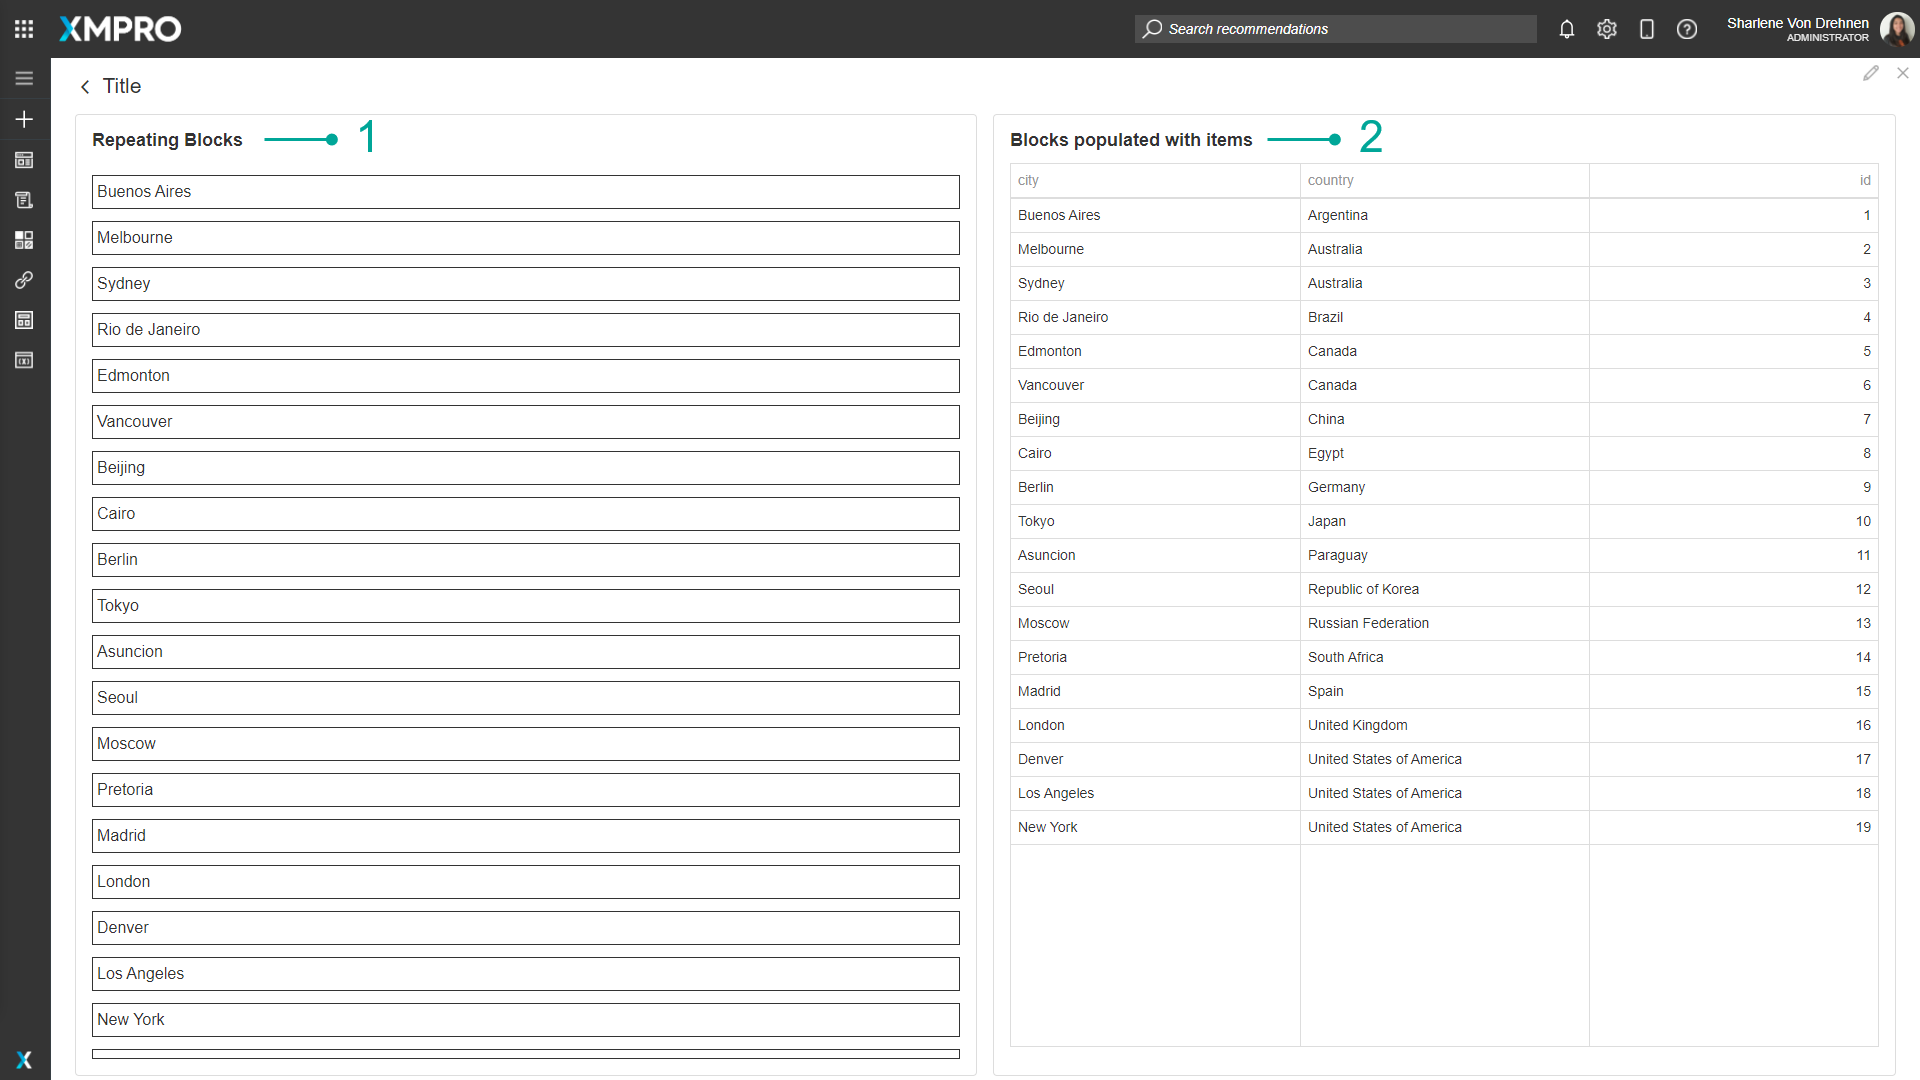 XMPRO
Search recommendations
Sharlene Von Drehnen
ADMINISTRATOR
Title
Repeating Blocks 1
Buenos Aires
Melbourne
Sydney
Rio de Janeiro
Edmonton
Vancouver
Beijing
Cairo
Berlin
Tokyo
Asuncion
Seoul
Moscow
Pretoria
Madrid
London
Denver
Los Angeles
New York
Blocks populated with items 2
city country id
Buenos Aires Argentina 1
Melbourne Australia 2
Sydney Australia 3
Rio de Janeiro Brazil 4
Edmonton Canada 5
Vancouver Canada 6
Beijing China 7
Cairo Egypt 8
Berlin Germany 9
Tokyo Japan 10
Asuncion Paraguay 11
Seoul Republic of Korea 12
Moscow Russian Federation 13
Pretoria South Africa 14
Madrid Spain 15
London United Kingdom 16
Denver United States of America 17
Los Angeles United States of America 18
New York United States of America 19
X